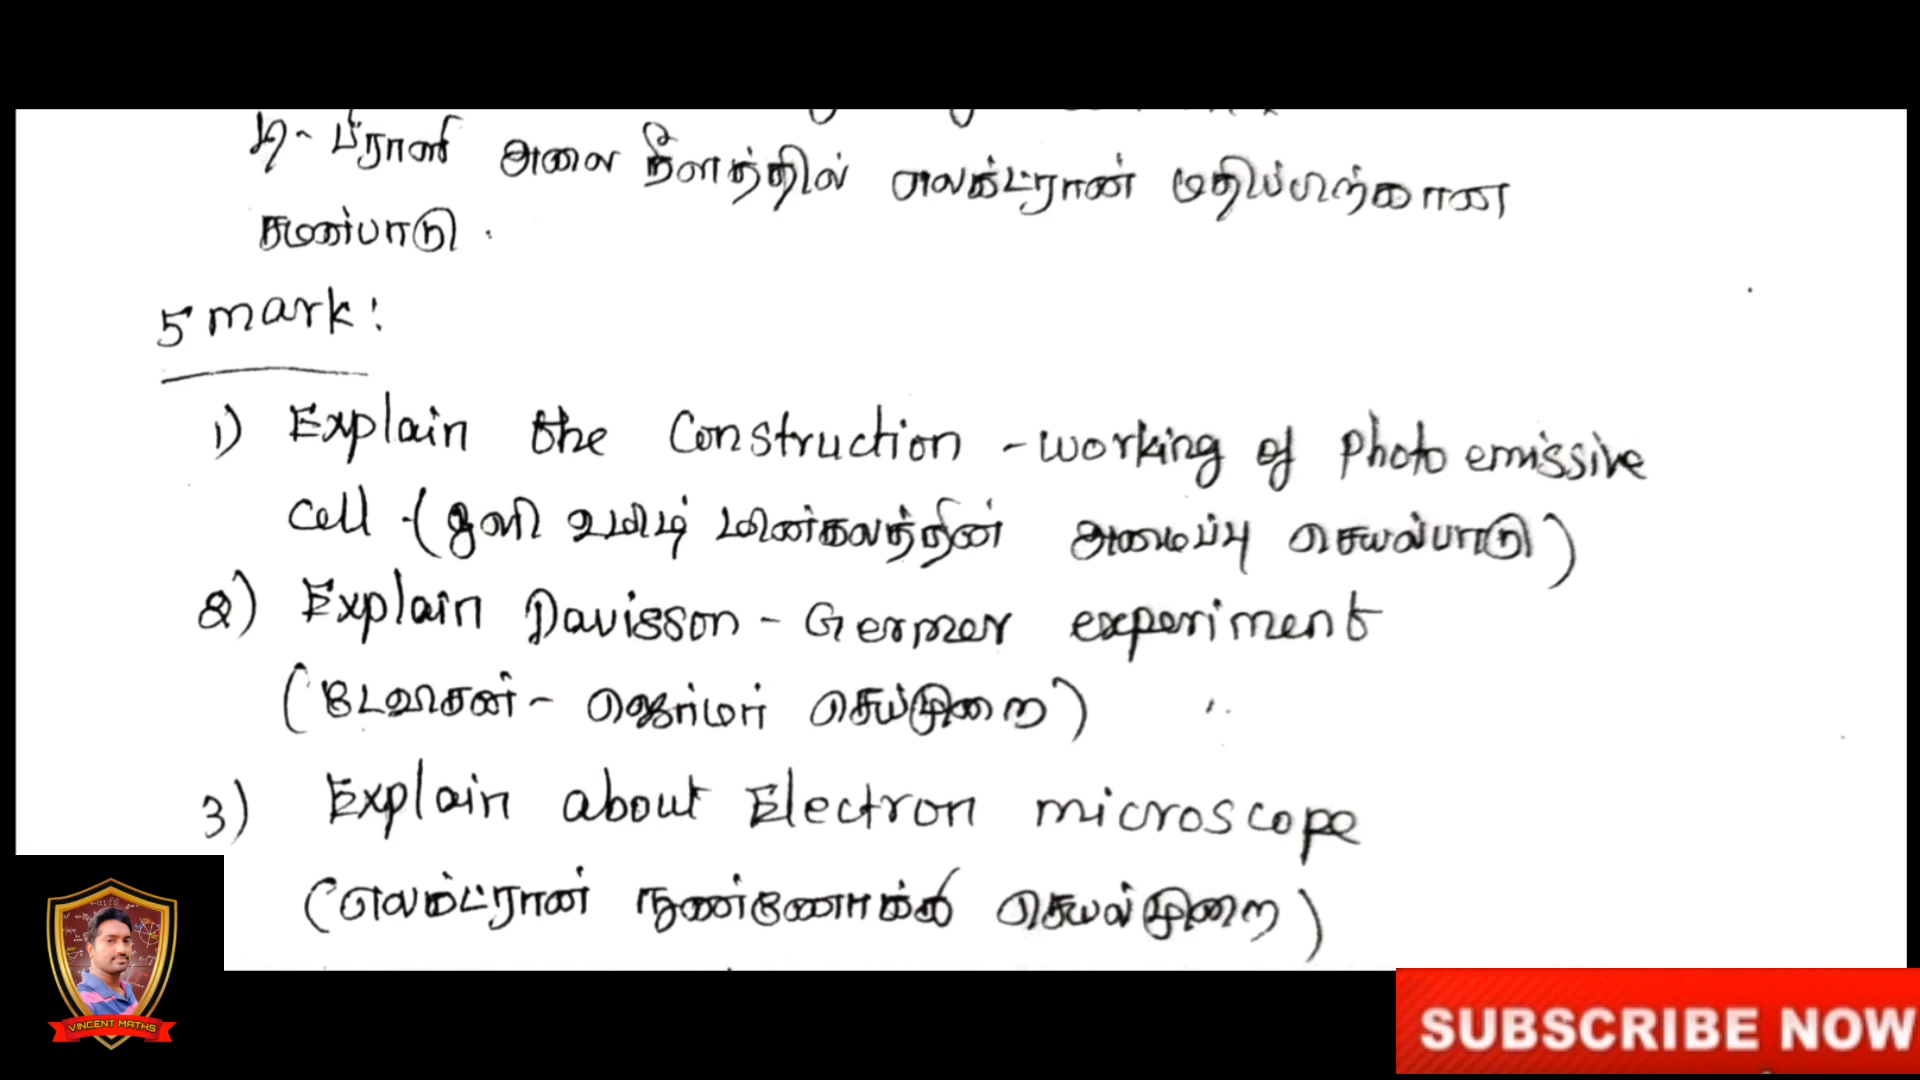 டி- ப்ராளி அலை நீளத்தில் எலக்ட்ரான் மதிப்பிற்கான
சமன்பாடு.
5 mark:
1) Explain the Construction - working of photo emissive
cell - (ஒளி உமிழ் மின்கலத்தின் அமைப்பு செயல்பாடு)
2) Explain Davisson - Germer experiment
(டேவிசன் - ஜெர்மர் செய்முறை)
3) Explain about Electron microscope
(எலக்ட்ரான் நுண்ணோக்கி செயல்முறை)
VINCENT MATHS
SUBSCRIBE NOW